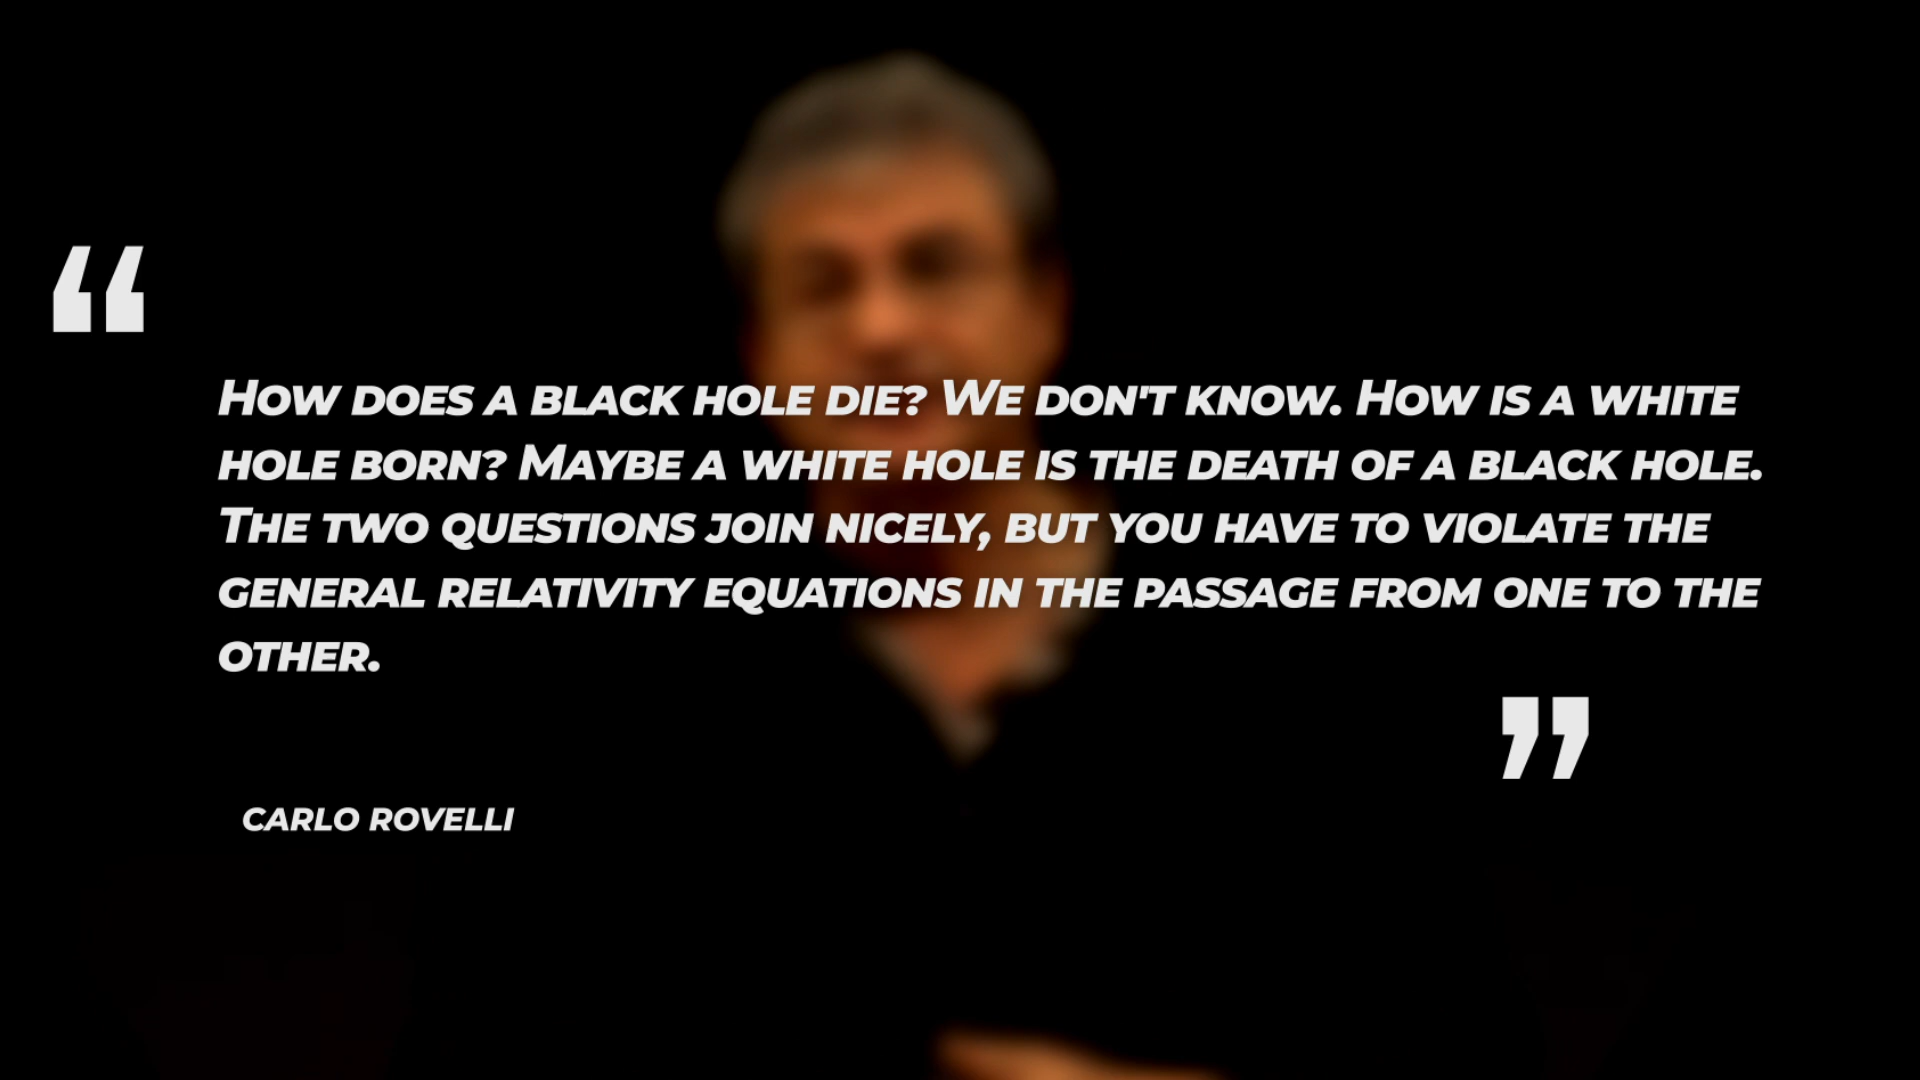 “
How does a black hole die? We don't know. How is a white
hole born? Maybe a white hole is the death of a black hole.
The two questions join nicely, but you have to violate the
general relativity equations in the passage from one to the
other.
”
CARLO ROVELLI